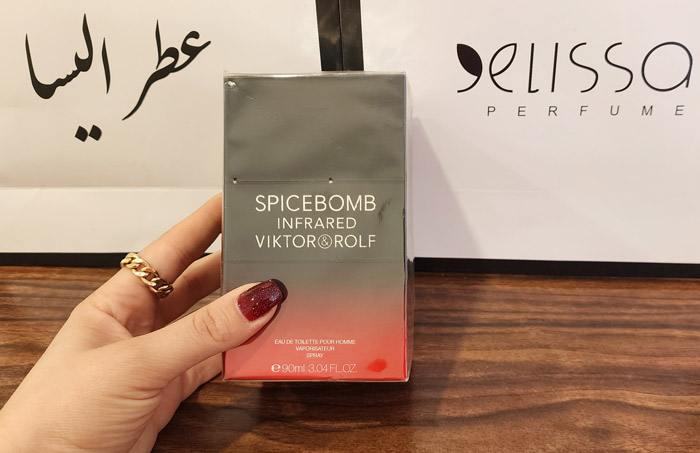 عطر الیسا
elissa
PERFUME
SPICEBOMB
INFRARED
VIKTOR&ROLF
EAU DE TOILETTE POUR HOMME
VAPORISATEUR
SPRAY
e 90ml 3.04 FL.OZ.